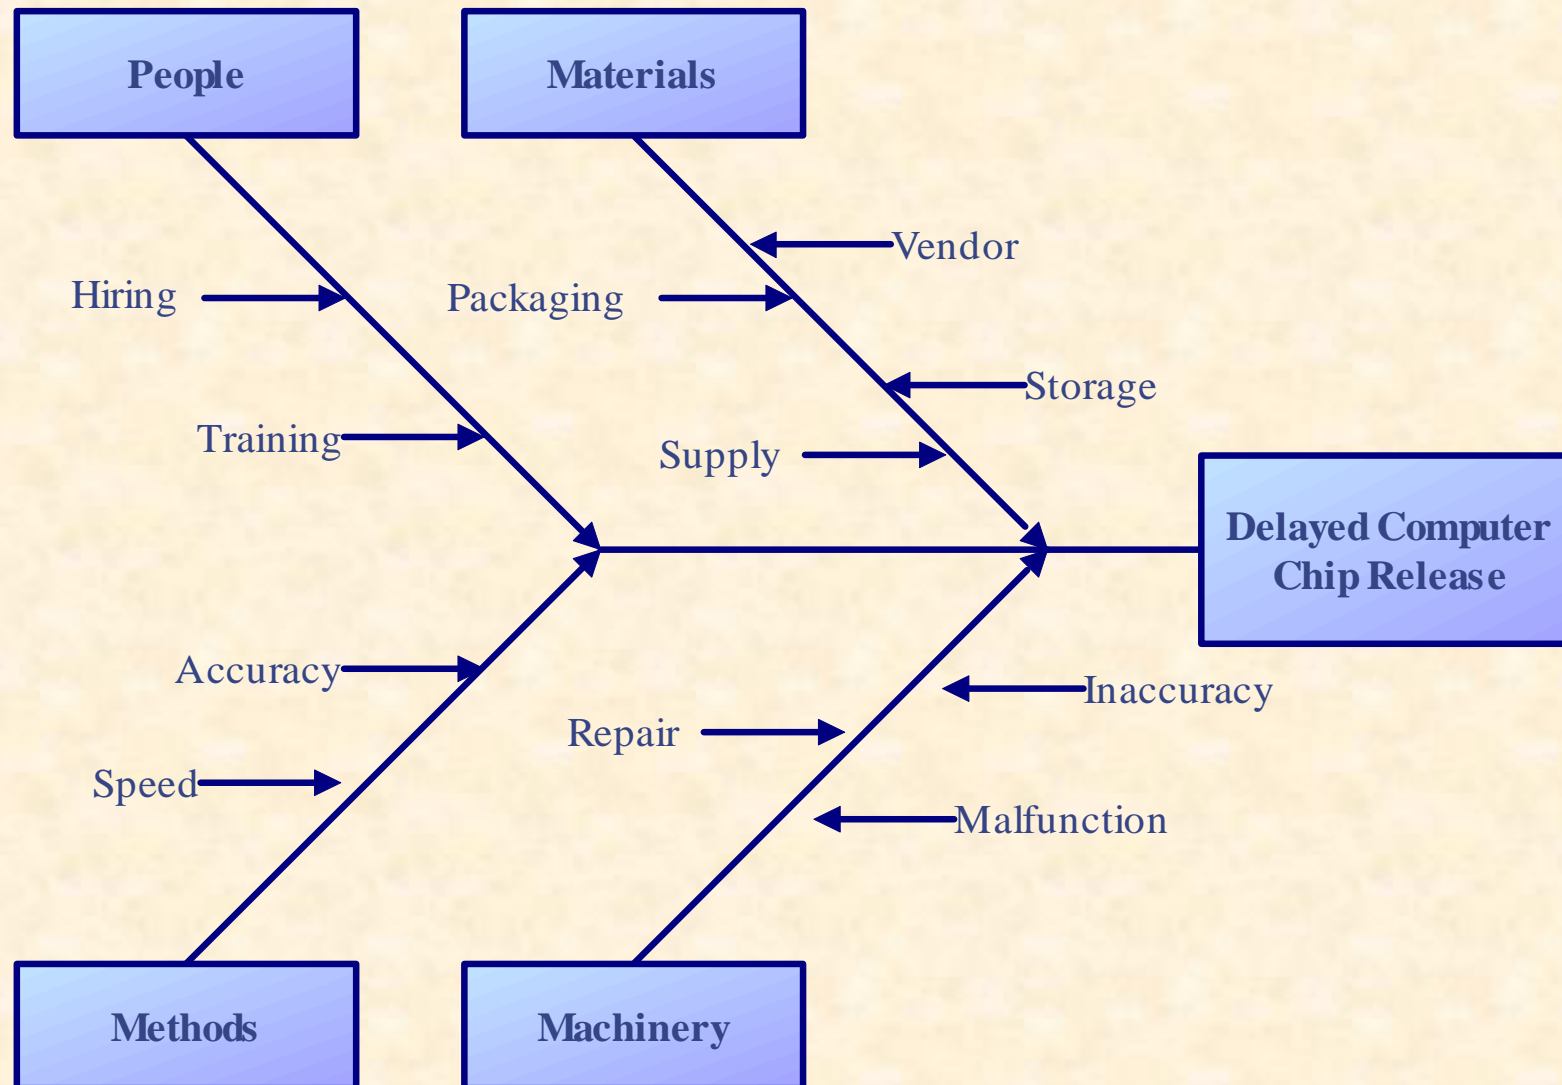 People
Materials
Vendor
Hiring
Packaging
Storage
Training
Supply
Delayed Computer
Chip Release
Accuracy
Inaccuracy
Repair
Speed
Malfunction
Methods
Machinery